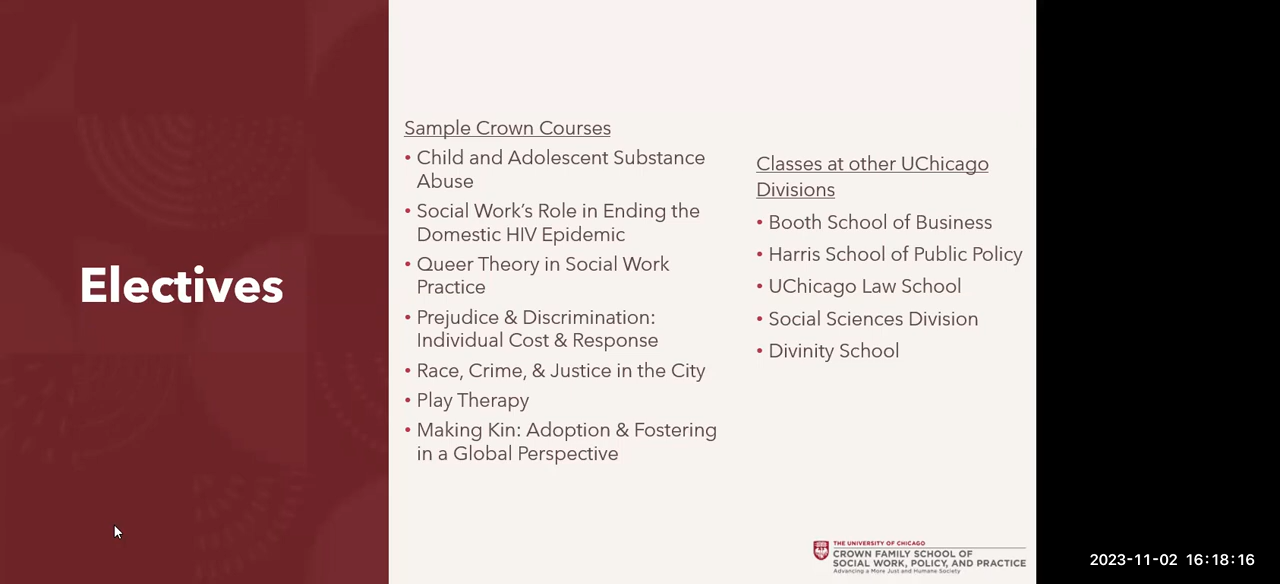 Electives
Sample Crown Courses
• Child and Adolescent Substance
Abuse
• Social Work’s Role in Ending the
Domestic HIV Epidemic
• Queer Theory in Social Work
Practice
• Prejudice & Discrimination:
Individual Cost & Response
• Race, Crime, & Justice in the City
• Play Therapy
• Making Kin: Adoption & Fostering
in a Global Perspective
Classes at other UChicago
Divisions
• Booth School of Business
• Harris School of Public Policy
• UChicago Law School
• Social Sciences Division
• Divinity School
THE UNIVERSITY OF CHICAGO
CROWN FAMILY SCHOOL OF
SOCIAL WORK, POLICY, AND PRACTICE
Advancing a More Just and Humane Society
2023-11-02 16:18:16